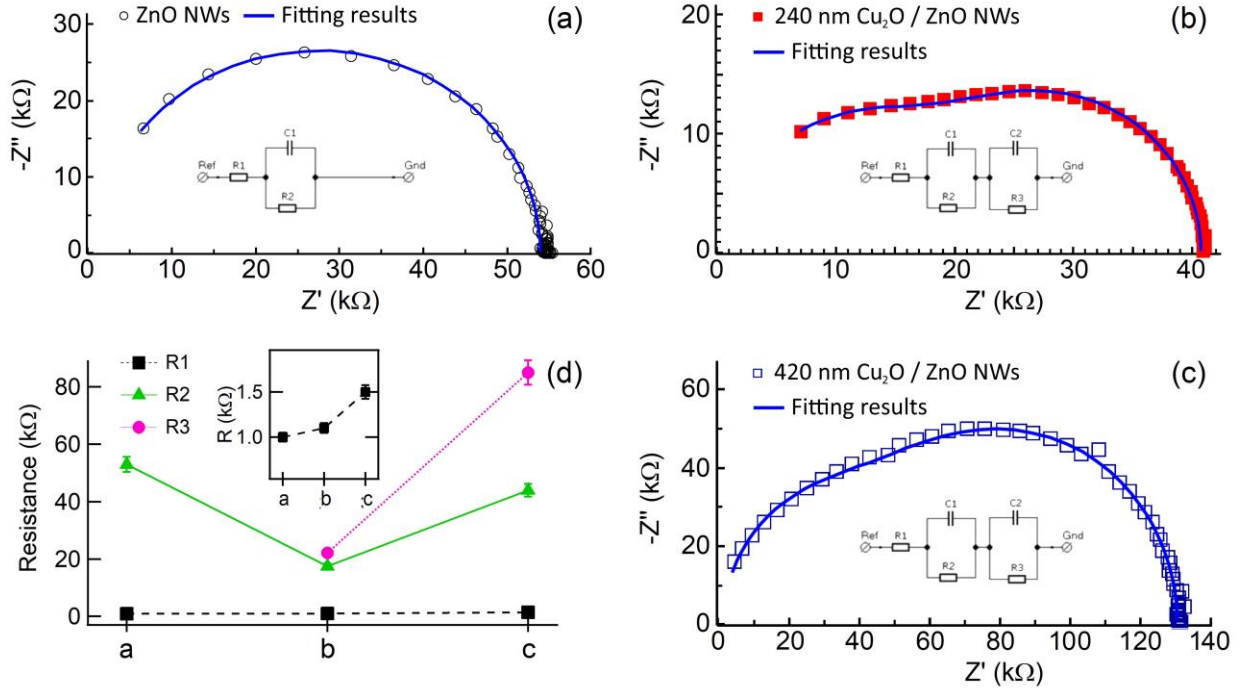 ZnO NWs
Fitting results
(a)
30
20
10
0
-Z'' (kΩ)
Ref
R1
C1
R2
Gnd
0 10 20 30 40 50 60
Z' (kΩ)
240 nm Cu₂O / ZnO NWs
Fitting results
(b)
20
15
10
5
0
-Z'' (kΩ)
Ref
R1
C1
R2
C2
R3
Gnd
0 10 20 30 40
Z' (kΩ)
R1
R2
R3
(d)
80
60
40
20
0
Resistance (kΩ)
1.5
1.0
R (kΩ)
a b c
a b c
420 nm Cu₂O / ZnO NWs
Fitting results
(c)
60
40
20
0
-Z'' (kΩ)
Ref
R1
C1
R2
C2
R3
Gnd
0 20 40 60 80 100 120 140
Z' (kΩ)